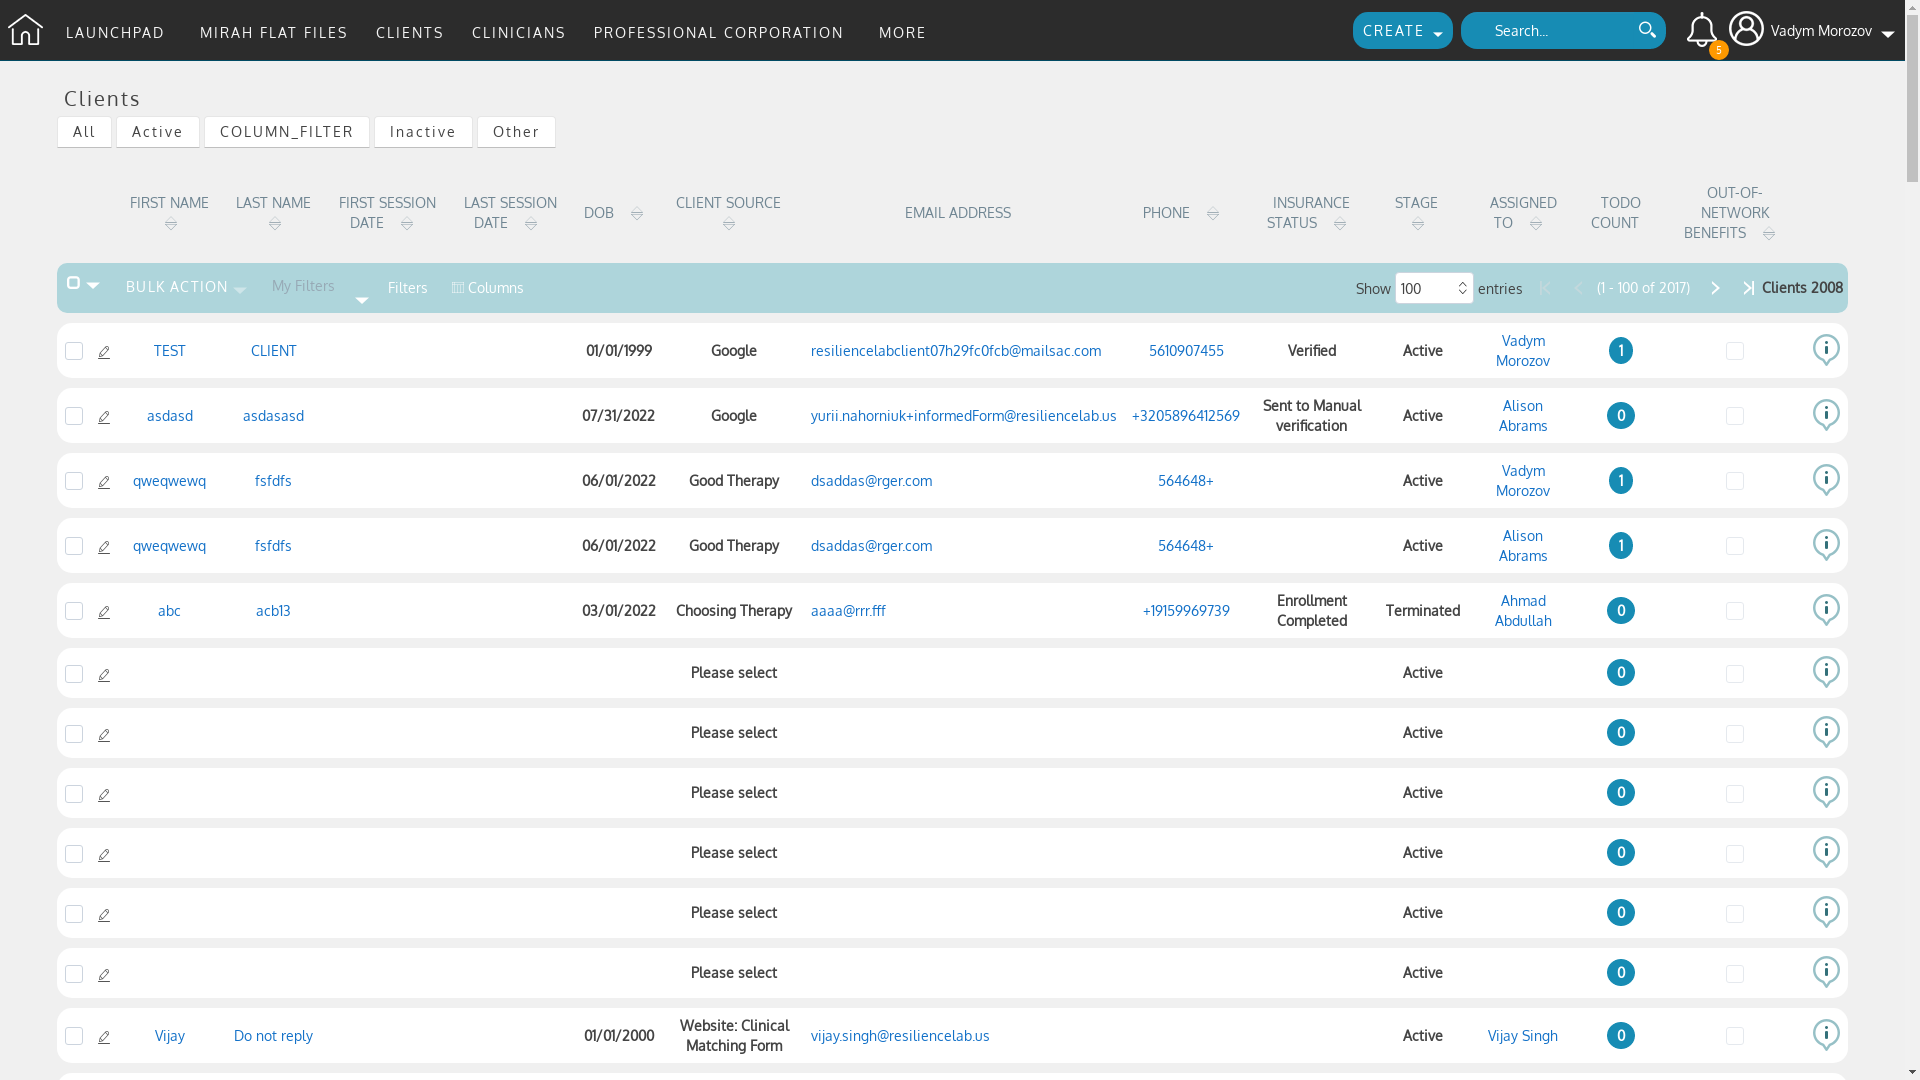 LAUNCHPAD MIRAH FLAT FILES CLIENTS CLINICIANS PROFESSIONAL CORPORATION MORE CREATE Search... 5 Vadym Morozov
Clients
All Active COLUMN_FILTER Inactive Other
FIRST NAME LAST NAME FIRST SESSION DATE LAST SESSION DATE DOB CLIENT SOURCE EMAIL ADDRESS PHONE INSURANCE STATUS STAGE ASSIGNED TO TODO COUNT OUT-OF-NETWORK BENEFITS
BULK ACTION My Filters Filters Columns Show 100 entries (1 - 100 of 2017) Clients 2008
TEST CLIENT 01/01/1999 Google resiliencelabclient07h29fc0fcb@mailsac.com 5610907455 Verified Active Vadym Morozov 1
asdasd asdasasd 07/31/2022 Google yurii.nahorniuk+informedForm@resiliencelab.us +3205896412569 Sent to Manual verification Active Alison Abrams 0
qweqwewq fsfdfs 06/01/2022 Good Therapy dsaddas@rger.com 564648+ Active Vadym Morozov 1
qweqwewq fsfdfs 06/01/2022 Good Therapy dsaddas@rger.com 564648+ Active Alison Abrams 1
abc acb13 03/01/2022 Choosing Therapy aaaa@rrr.fff +19159969739 Enrollment Completed Terminated Ahmad Abdullah 0
Please select Active 0
Please select Active 0
Please select Active 0
Please select Active 0
Please select Active 0
Please select Active 0
Vijay Do not reply 01/01/2000 Website: Clinical Matching Form vijay.singh@resiliencelab.us Active Vijay Singh 0